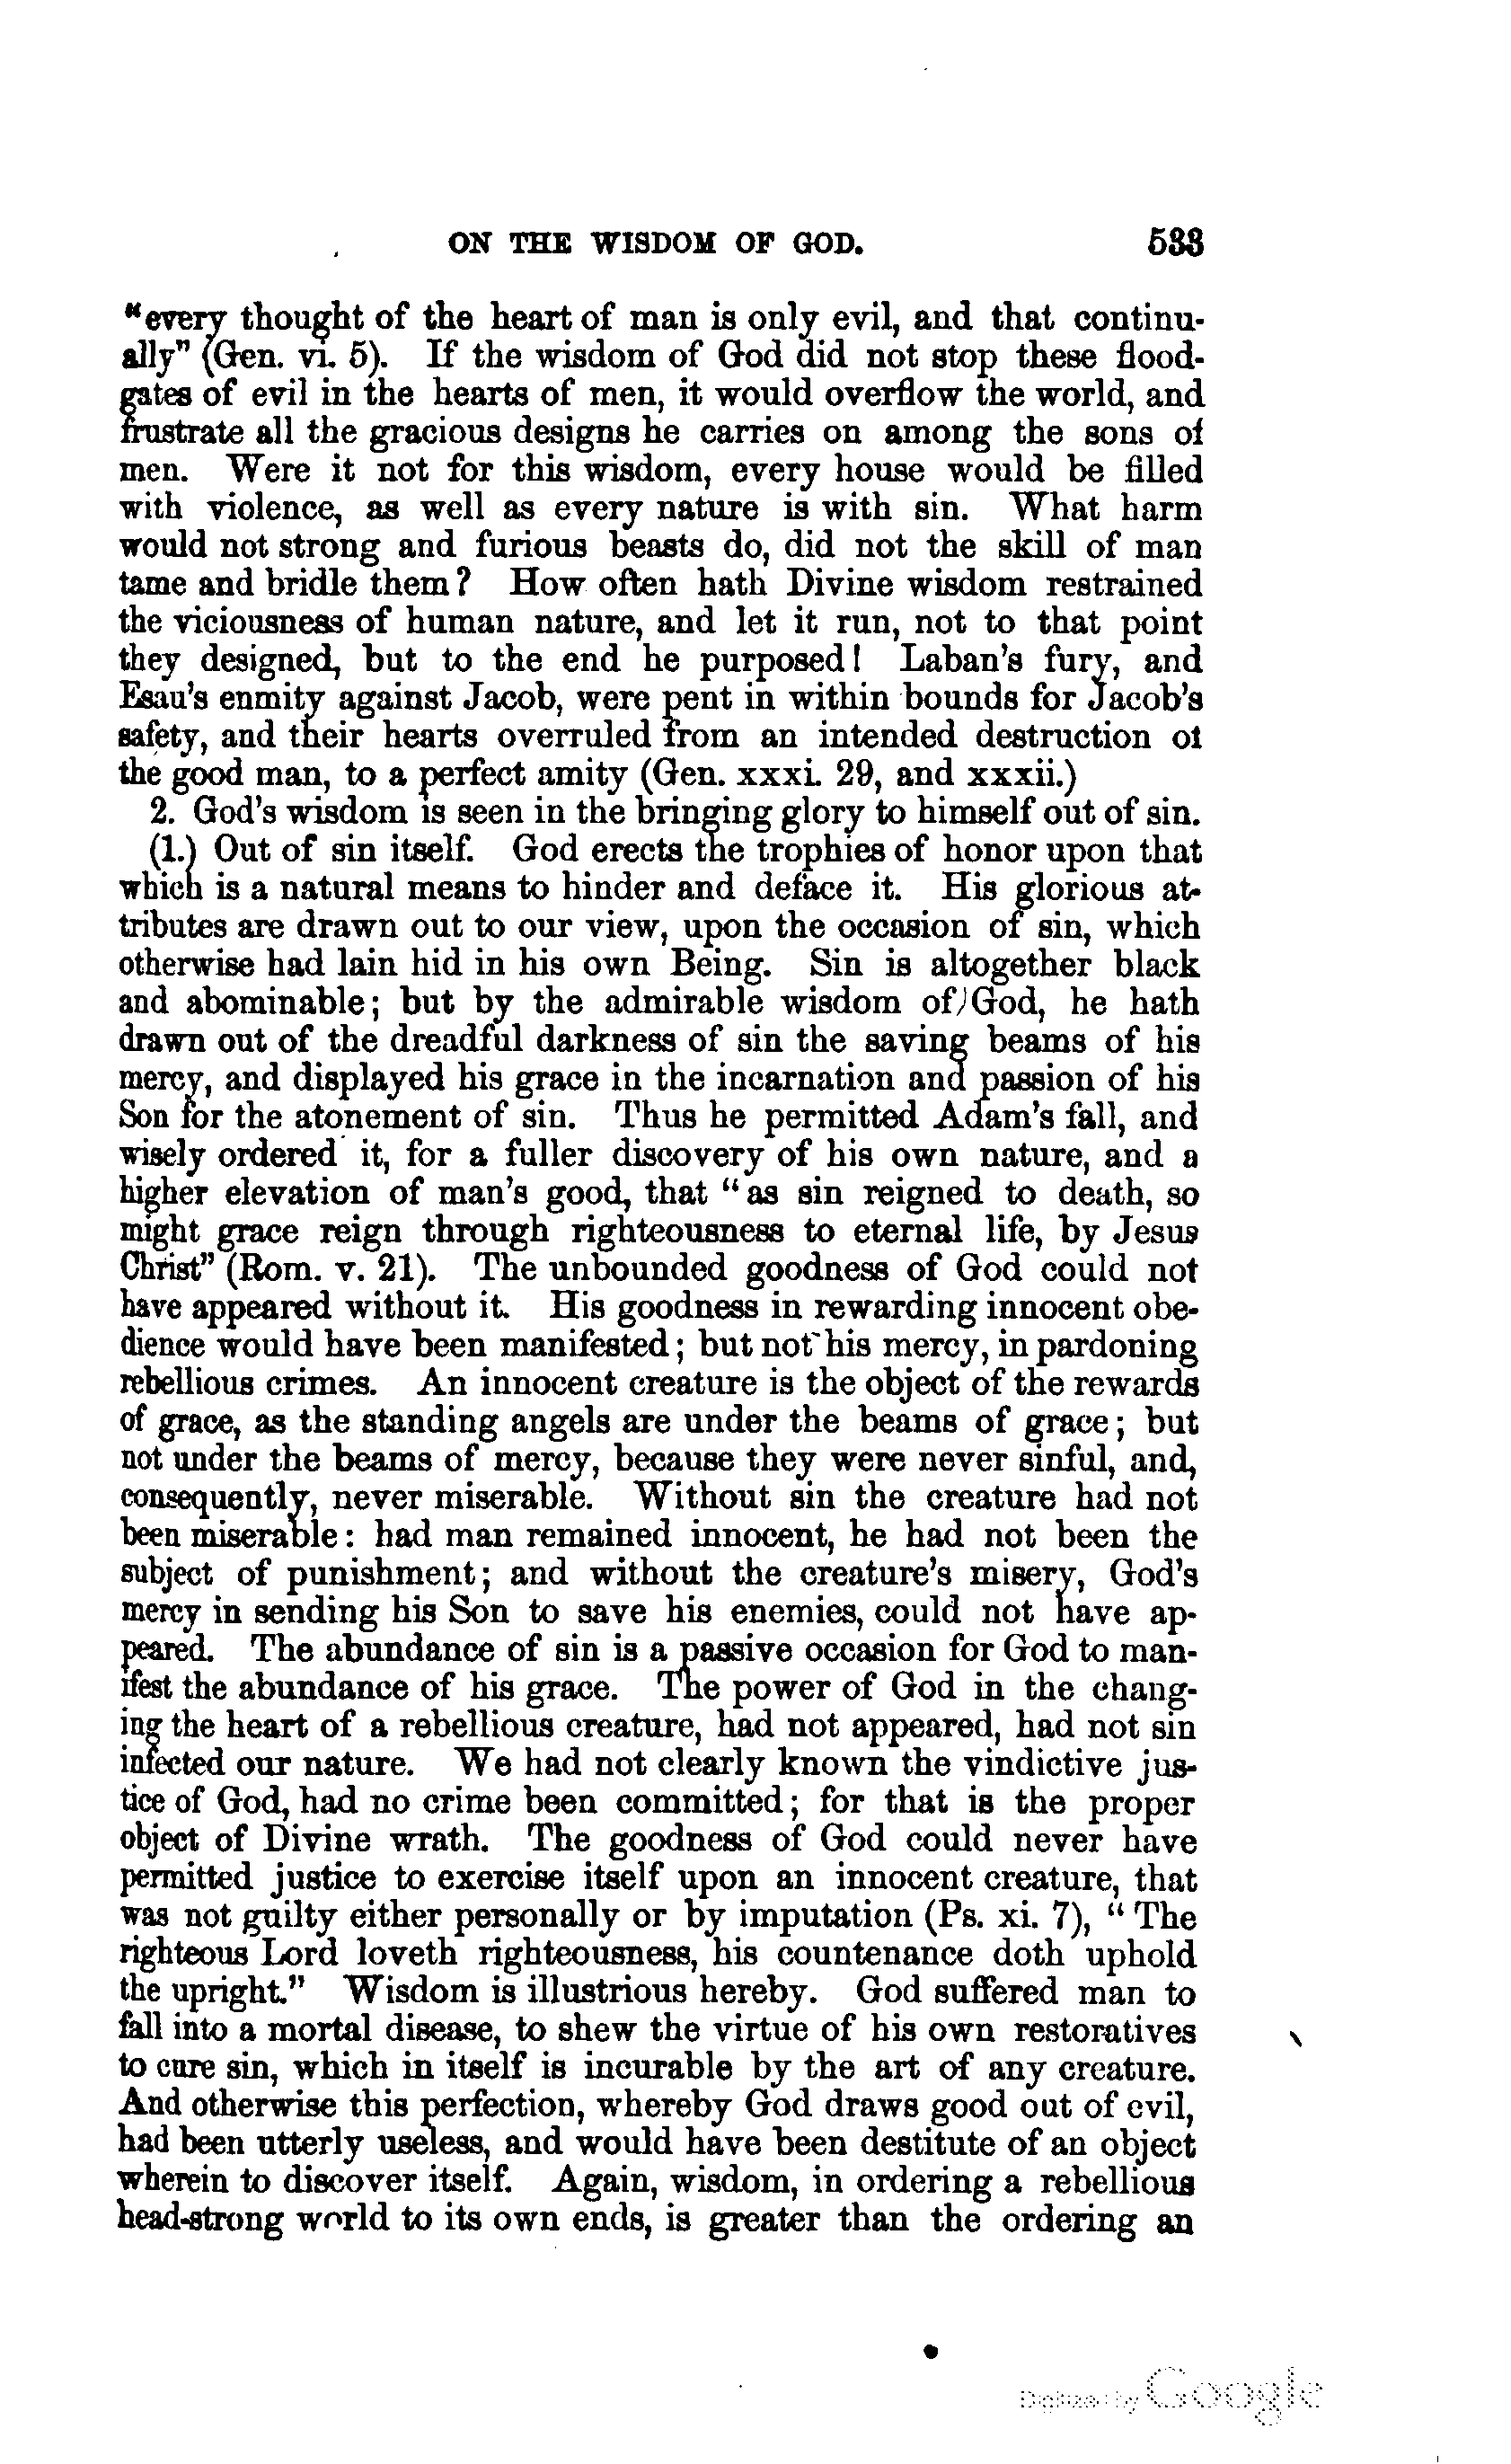 ON THE WISDOM OF GOD. 533
"every thought of the heart of man is only evil, and that continu-
ally" (Gen. vi. 5). If the wisdom of God did not stop these flood-
gates of evil in the hearts of men, it would overflow the world, and
frustrate all the gracious designs he carries on among the sons of
men. Were it not for this wisdom, every house would be filled
with violence, as well as every nature is with sin. What harm
would not strong and furious beasts do, did not the skill of man
tame and bridle them? How often hath Divine wisdom restrained
the viciousness of human nature, and let it run, not to that point
they designed, but to the end he purposed! Laban's fury, and
Esau's enmity against Jacob, were pent in within bounds for Jacob's
safety, and their hearts overruled from an intended destruction of
the good man, to a perfect amity (Gen. xxxi. 29, and xxxii.)
2. God's wisdom is seen in the bringing glory to himself out of sin.
(1.) Out of sin itself. God erects the trophies of honor upon that
which is a natural means to hinder and deface it. His glorious at-
tributes are drawn out to our view, upon the occasion of sin, which
otherwise had lain hid in his own Being. Sin is altogether black
and abominable; but by the admirable wisdom of God, he hath
drawn out of the dreadful darkness of sin the saving beams of his
mercy, and displayed his grace in the incarnation and passion of his
Son for the atonement of sin. Thus he permitted Adam's fall, and
wisely ordered it, for a fuller discovery of his own nature, and a
higher elevation of man's good, that "as sin reigned to death, so
might grace reign through righteousness to eternal life, by Jesus
Christ" (Rom. v. 21). The unbounded goodness of God could not
have appeared without it. His goodness in rewarding innocent obe-
dience would have been manifested; but not his mercy, in pardoning
rebellious crimes. An innocent creature is the object of the rewards
of grace, as the standing angels are under the beams of grace; but
not under the beams of mercy, because they were never sinful, and,
consequently, never miserable. Without sin the creature had not
been miserable: had man remained innocent, he had not been the
subject of punishment; and without the creature's misery, God's
mercy in sending his Son to save his enemies, could not have ap-
peared. The abundance of sin is a passive occasion for God to man-
ifest the abundance of his grace. The power of God in the chang-
ing the heart of a rebellious creature, had not appeared, had not sin
infected our nature. We had not clearly known the vindictive jus-
tice of God, had no crime been committed; for that is the proper
object of Divine wrath. The goodness of God could never have
permitted justice to exercise itself upon an innocent creature, that
was not guilty either personally or by imputation (Ps. xi. 7), "The
righteous Lord loveth righteousness, his countenance doth uphold
the upright." Wisdom is illustrious hereby. God suffered man to
fall into a mortal disease, to shew the virtue of his own restoratives
to cure sin, which in itself is incurable by the art of any creature.
And otherwise this perfection, whereby God draws good out of evil,
had been utterly useless, and would have been destitute of an object
wherein to discover itself. Again, wisdom, in ordering a rebellious
head-strong world to its own ends, is greater than the ordering an
Digitized by Google